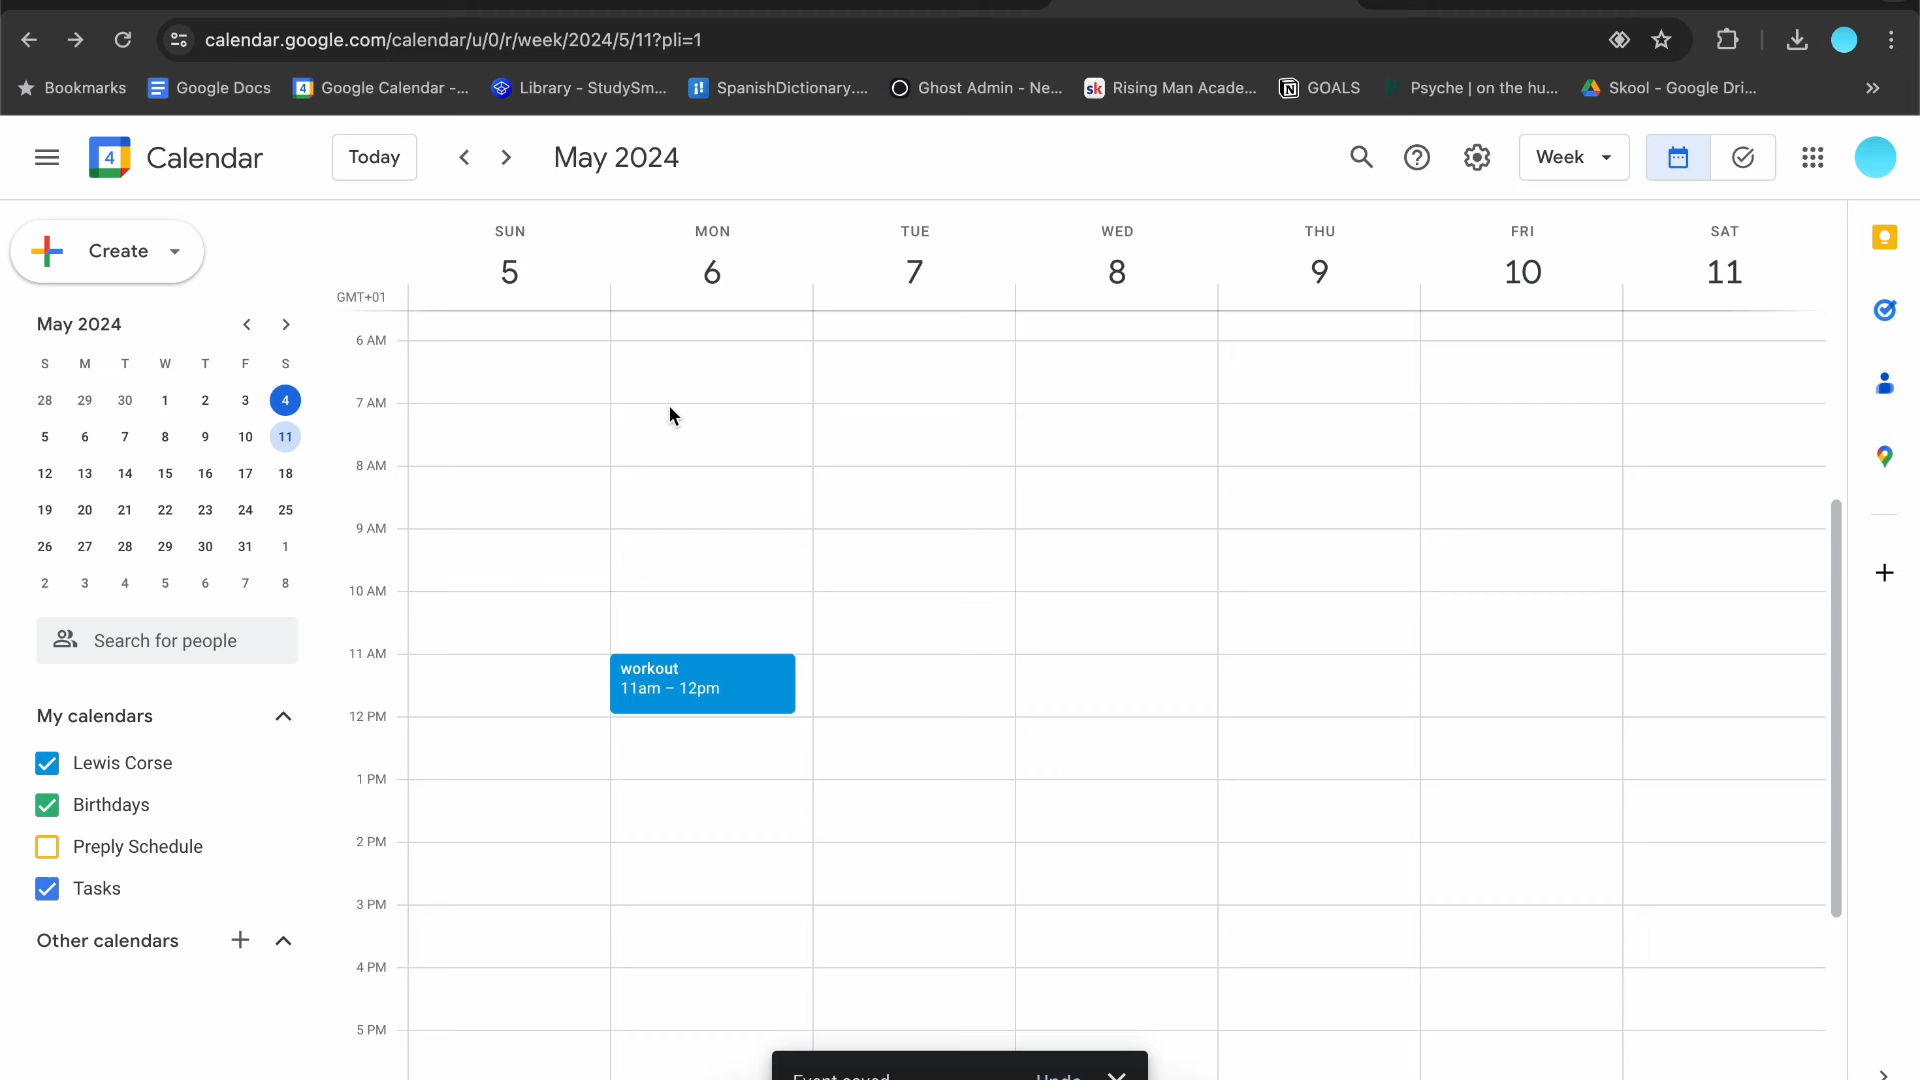 calendar.google.com/calendar/u/0/r/week/2024/5/11?pli=1
Bookmarks Google Docs Google Calendar -... Library - StudySm... SpanishDictionary.... Ghost Admin - Ne... Rising Man Acade... GOALS Psyche | on the hu... Skool - Google Dri... »
4 Calendar Today May 2024 Week
Create
SUN MON TUE WED THU FRI SAT
5 6 7 8 9 10 11
GMT+01
May 2024
S M T W T F S
28 29 30 1 2 3 4
5 6 7 8 9 10 11
12 13 14 15 16 17 18
19 20 21 22 23 24 25
26 27 28 29 30 31 1
2 3 4 5 6 7 8
Search for people
My calendars
Lewis Corse
Birthdays
Preply Schedule
Tasks
Other calendars
6 AM
7 AM
8 AM
9 AM
10 AM
11 AM
12 PM
1 PM
2 PM
3 PM
4 PM
5 PM
workout
11am – 12pm
Event saved Undo